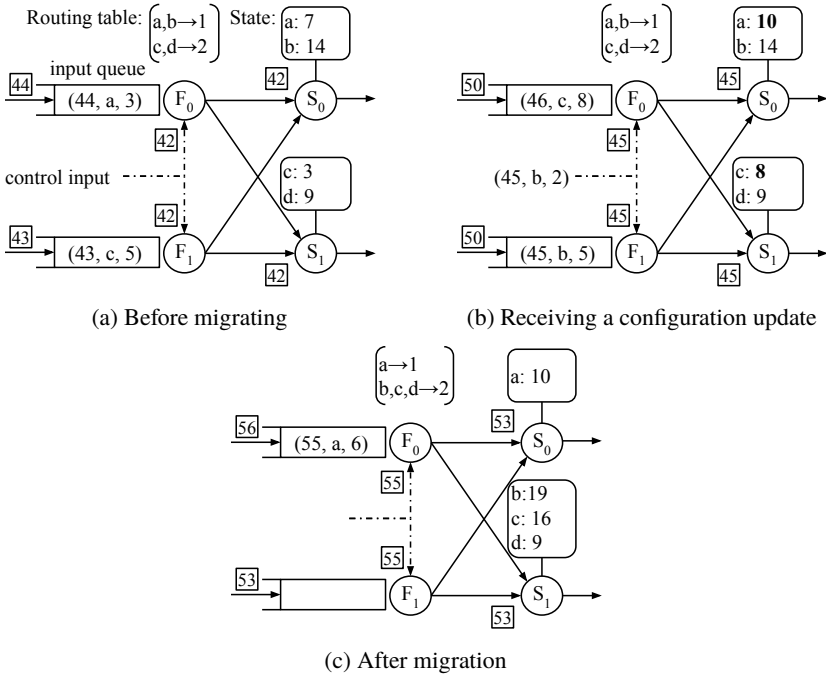 Routing table: a,b→1 State: a: 7
c,d→2 b: 14
44 input queue 42
(44, a, 3) F0 S0
42
control input c: 3
d: 9
42
43
(43, c, 5) F1 S1
42
(a) Before migrating
a,b→1 a: 10
c,d→2 b: 14
50 45
(46, c, 8) F0 S0
45
(45, b, 2) c: 8
d: 9
45
50
(45, b, 5) F1 S1
45
(b) Receiving a configuration update
a→1
b,c,d→2 a: 10
56 53
(55, a, 6) F0 S0
55
b:19
c: 16
d: 9
55
53
F1 S1
53
(c) After migration